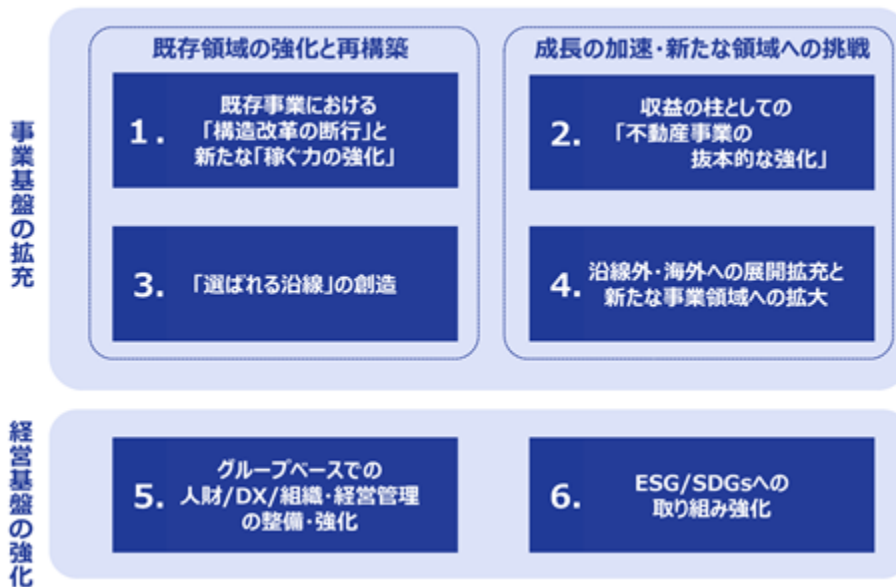 事業基盤の拡充
既存領域の強化と再構築
1.
既存事業における
「構造改革の断行」と
新たな「稼ぐ力の強化」
3.
「選ばれる沿線」の創造
成長の加速・新たな領域への挑戦
2.
収益の柱としての
「不動産事業の
抜本的な強化」
4.
沿線外・海外への展開拡充と
新たな事業領域への拡大
経営基盤の強化
5.
グループベースでの
人財/DX/組織・経営管理
の整備・強化
6.
ESG/SDGsへの
取り組み強化